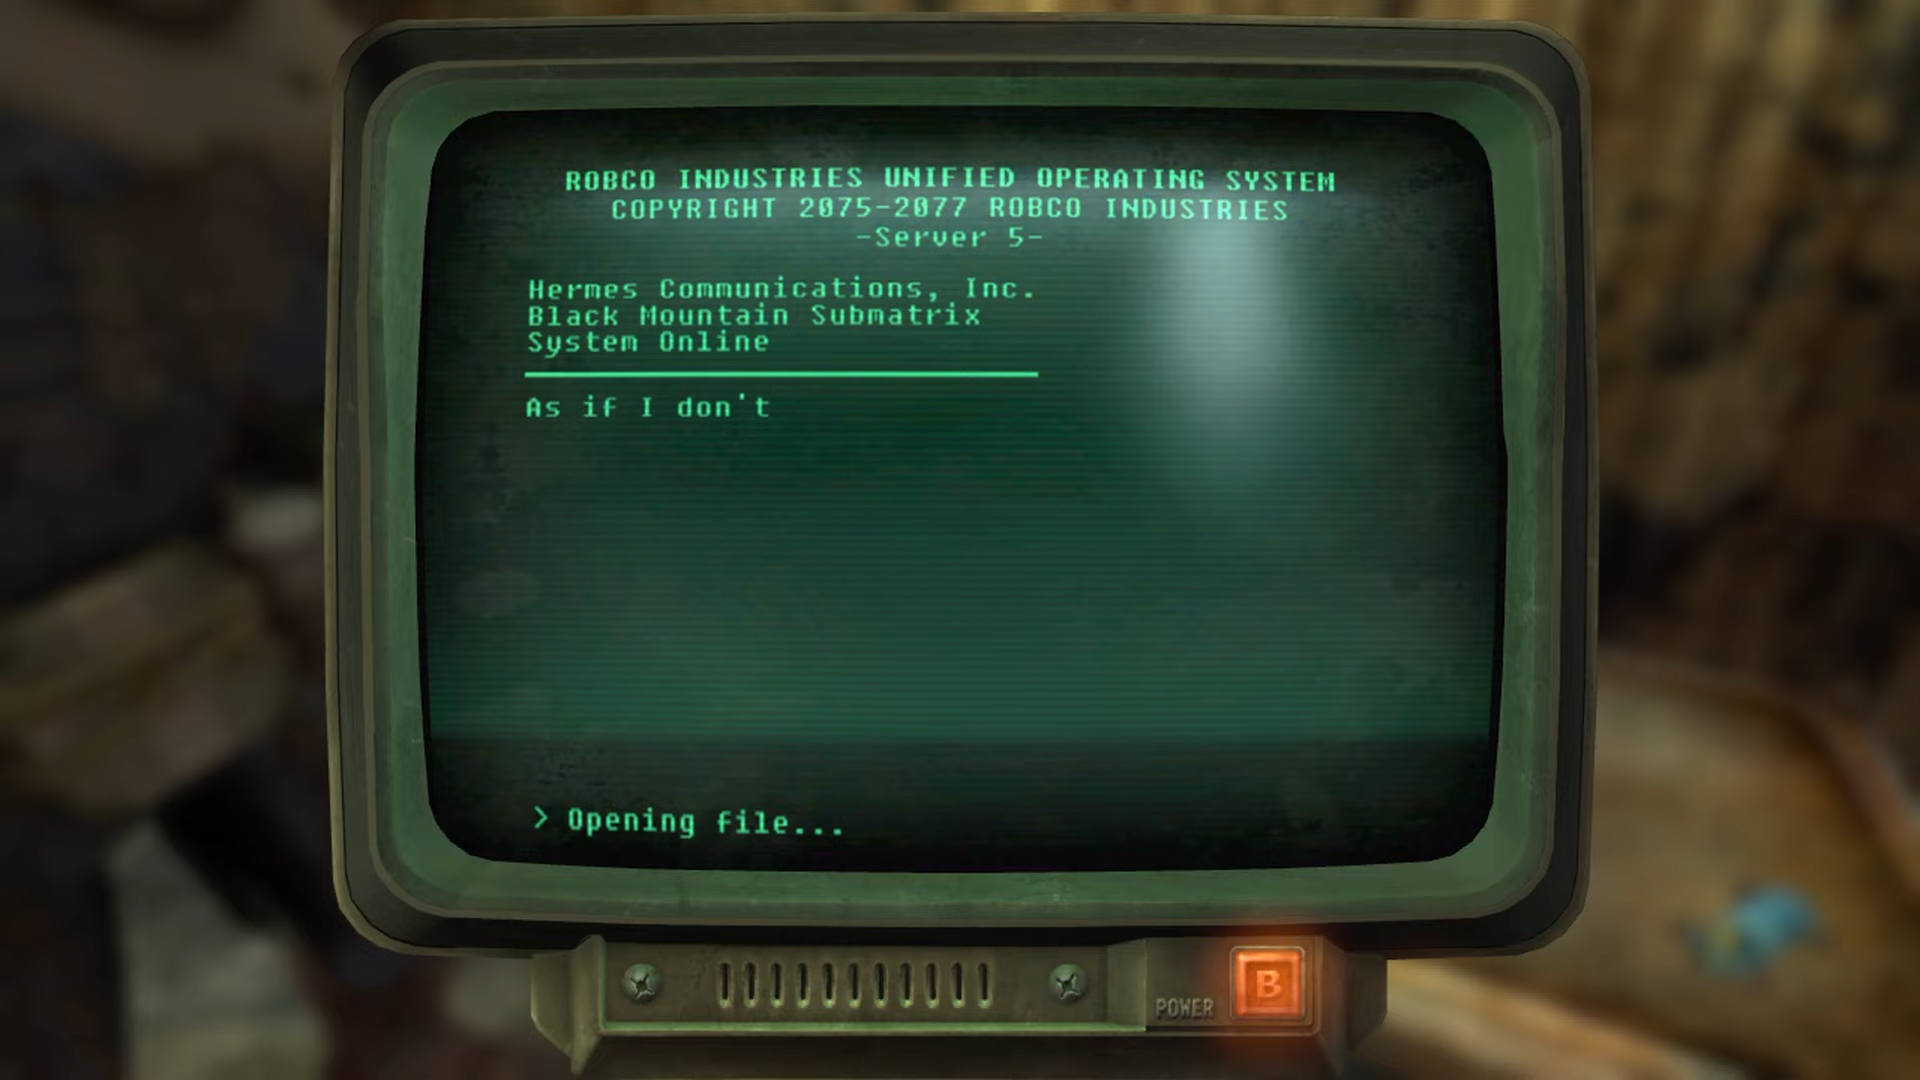 ROBCO INDUSTRIES UNIFIED OPERATING SYSTEM
COPYRIGHT 2075-2077 ROBCO INDUSTRIES
-Server 5-
Hermes Communications, Inc.
Black Mountain Submatrix
System Online
As if I don't
> Opening file...
POWER
B